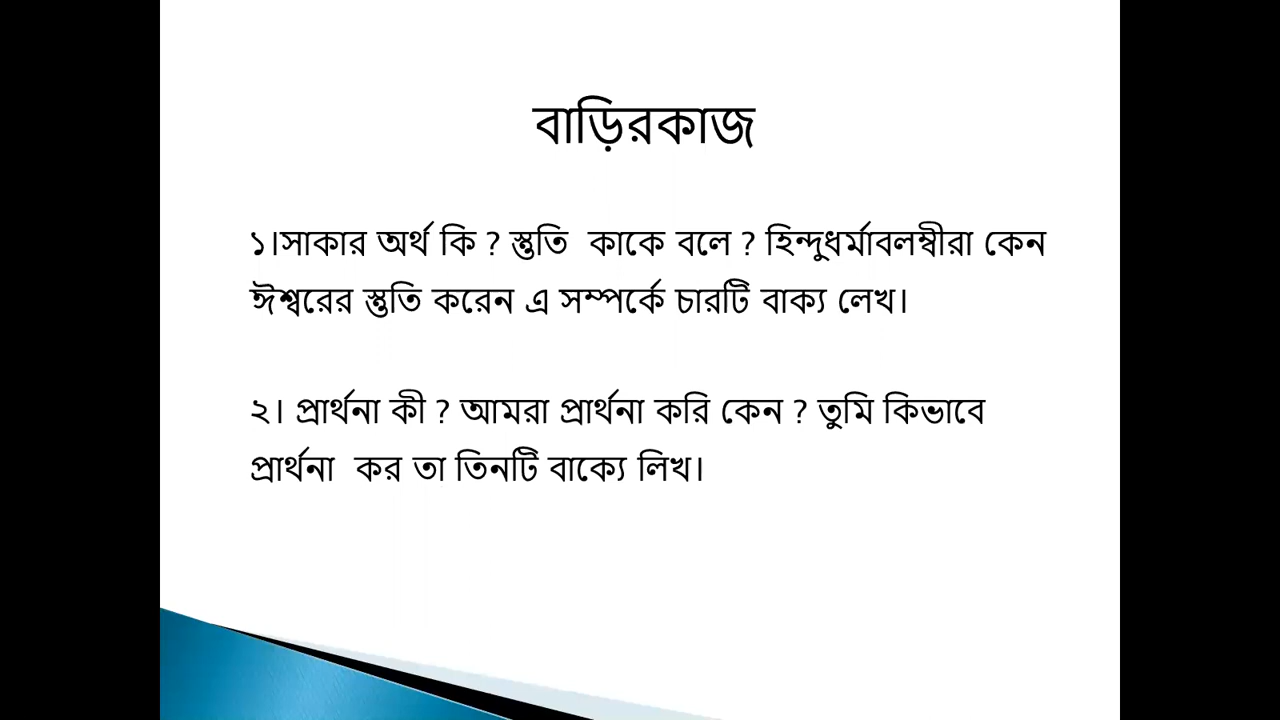 বাড়িরকাজ
১।সাকার অর্থ কি ? স্তুতি কাকে বলে ? হিন্দুধর্মাবলম্বীরা কেন
ঈশ্বরের স্তুতি করেন এ সম্পর্কে চারটি বাক্য লেখ।
২। প্রার্থনা কী ? আমরা প্রার্থনা করি কেন ? তুমি কিভাবে
প্রার্থনা কর তা তিনটি বাক্যে লিখ।